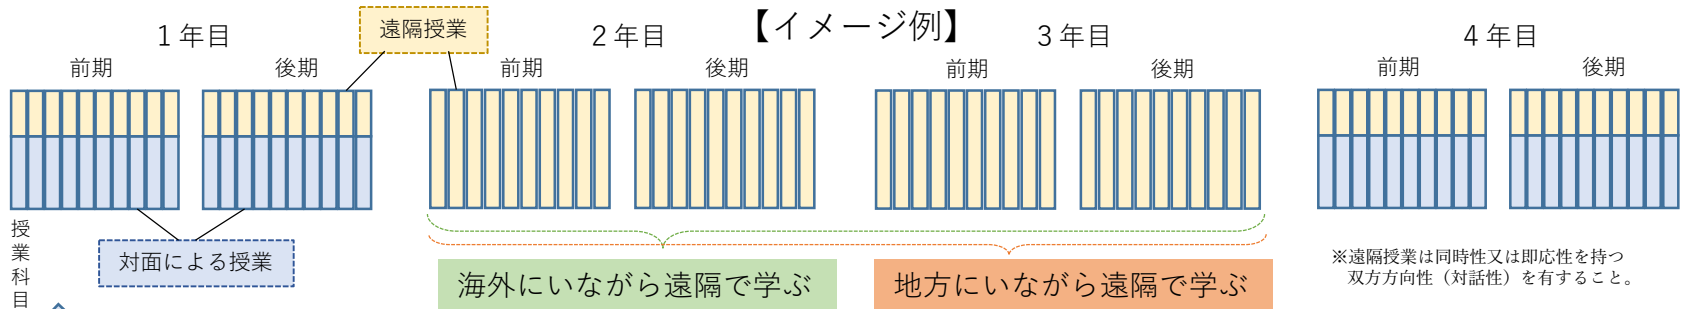 【イメージ例】
1年目
遠隔授業
2年目
3年目
4年目
前期
後期
前期
後期
前期
後期
前期
後期
授業科目
対面による授業
海外にいながら遠隔で学ぶ
地方にいながら遠隔で学ぶ
※遠隔授業は同時性又は即応性を持つ
双方方向性（対話性）を有すること。